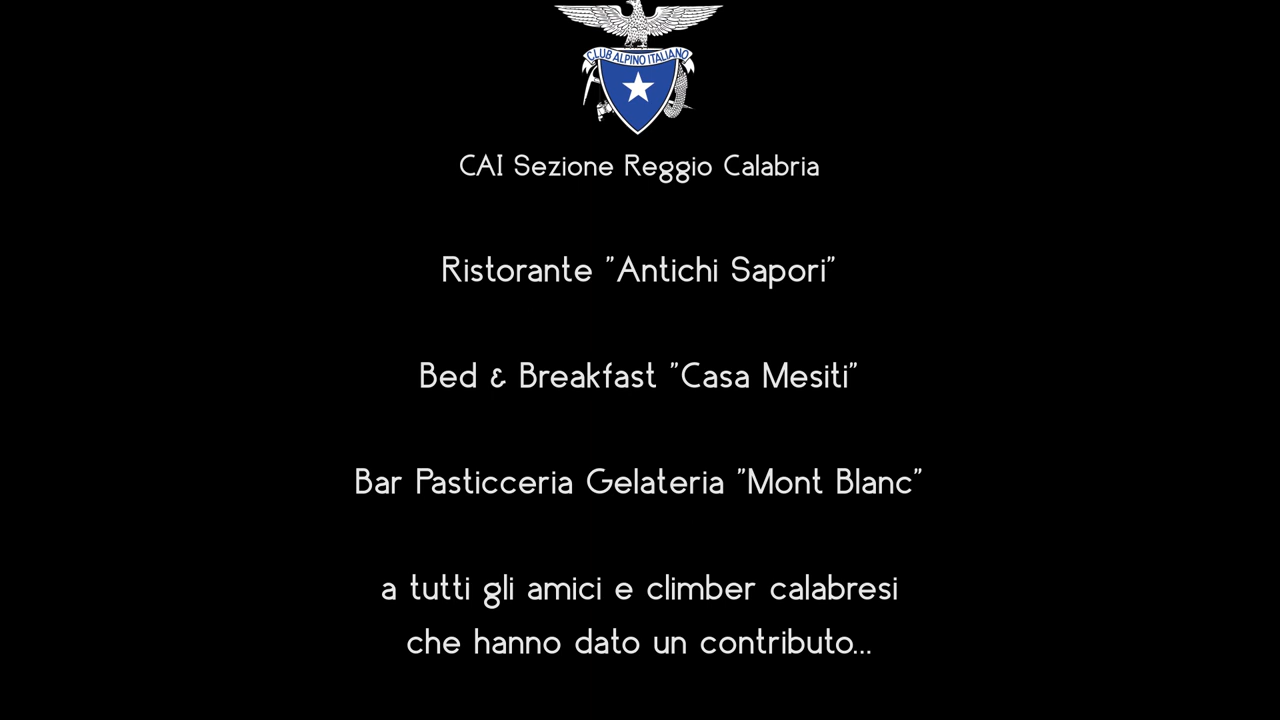 CLUB ALPINO ITALIANO
CAI Sezione Reggio Calabria
Ristorante "Antichi Sapori"
Bed & Breakfast "Casa Mesiti"
Bar Pasticceria Gelateria "Mont Blanc"
a tutti gli amici e climber calabresi
che hanno dato un contributo...